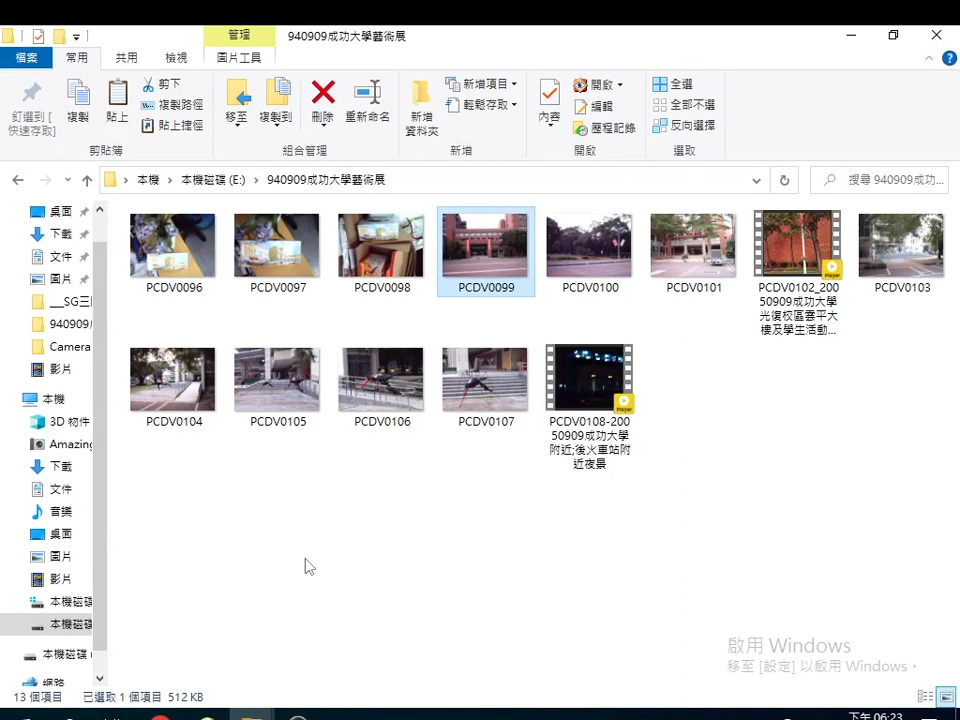 管理
940909成功大學藝術展
檔案
常用
共用
檢視
圖片工具
釘選到 [
快速存取]
複製
貼上
剪下
複製路徑
貼上捷徑
剪貼簿
移至
複製到
刪除
重新命名
組合管理
新增
資料夾
新增項目
輕鬆存取
新增
內容
開啟
編輯
歷程記錄
開啟
全選
全部不選
反向選擇
選取
本機
本機磁碟 (E:)
940909成功大學藝術展
搜尋 940909成功...
桌面
下載
文件
圖片
__SG三
940909
Camera
影片
本機
3D 物件
Amazing
下載
文件
音樂
桌面
圖片
影片
本機磁碟
本機磁碟
本機磁碟 (
網路
PCDV0096
PCDV0097
PCDV0098
PCDV0099
PCDV0100
PCDV0101
PCDV0102_200
50909成功大學
光復校區雲平大
樓及學生活動...
PCDV0103
PCDV0104
PCDV0105
PCDV0106
PCDV0107
PCDV0108-200
50909成功大學
附近;後火車站附
近夜景
啟用 Windows
移至 [設定] 以啟用 Windows。
13 個項目
已選取 1 個項目 512 KB
下午 06:23